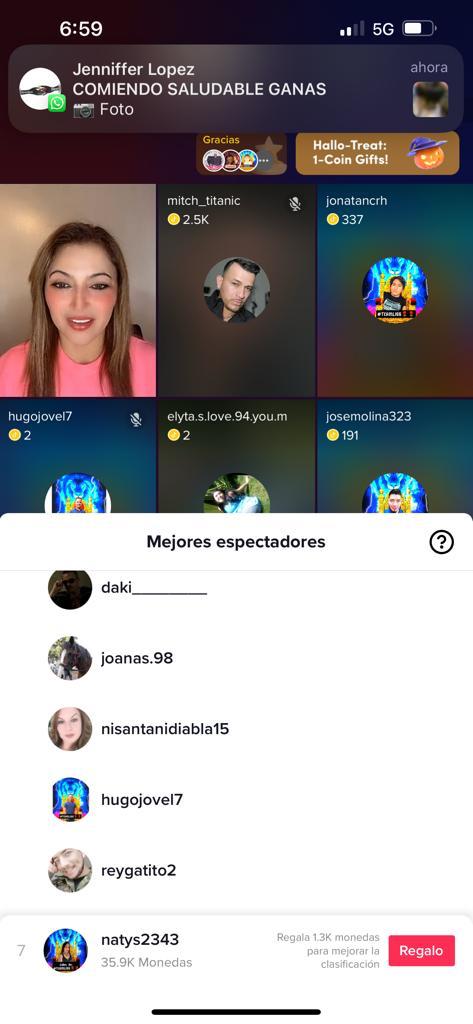 6:59
5G
Jenniffer Lopez
ahora
COMIENDO SALUDABLE GANAS
📷 Foto
Gracias
Hallo-Treat:
1-Coin Gifts!
mitch_titanic
2.5K
jonatancrh
337
hugojovel7
2
elyta.s.love.94.you.m
2
josemolina323
191
Mejores espectadores
daki_________
joanas.98
nisantanidiabla15
hugojovel7
reygatito2
7
natys2343
35.9K Monedas
Regala 1.3K monedas
para mejorar la
clasificación
Regalo